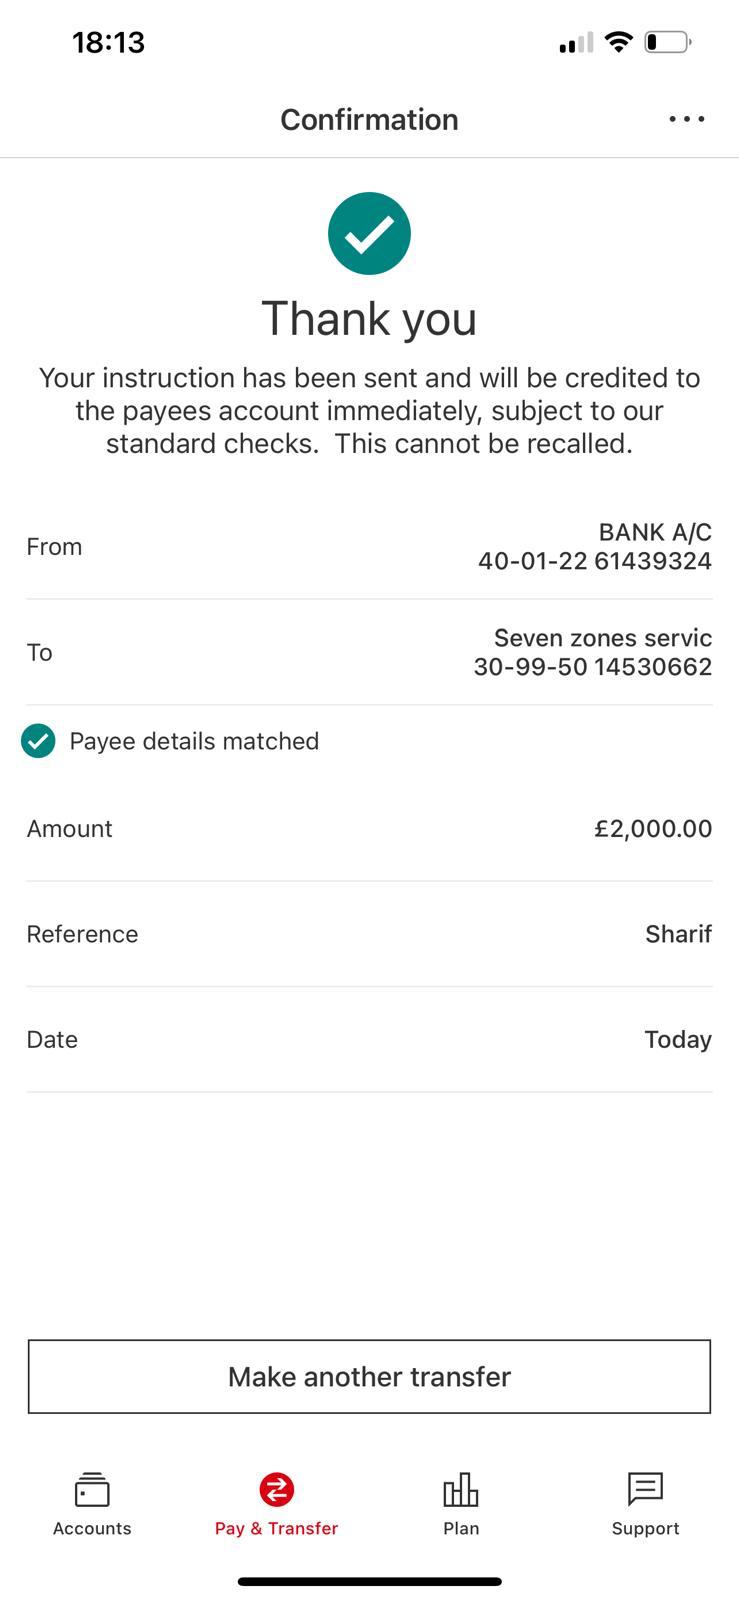 18:13
Confirmation
Thank you
Your instruction has been sent and will be credited to
the payees account immediately, subject to our
standard checks.  This cannot be recalled.
From
BANK A/C
40-01-22 61439324
To
Seven zones servic
30-99-50 14530662
Payee details matched
Amount
£2,000.00
Reference
Sharif
Date
Today
Make another transfer
Accounts
Pay & Transfer
Plan
Support